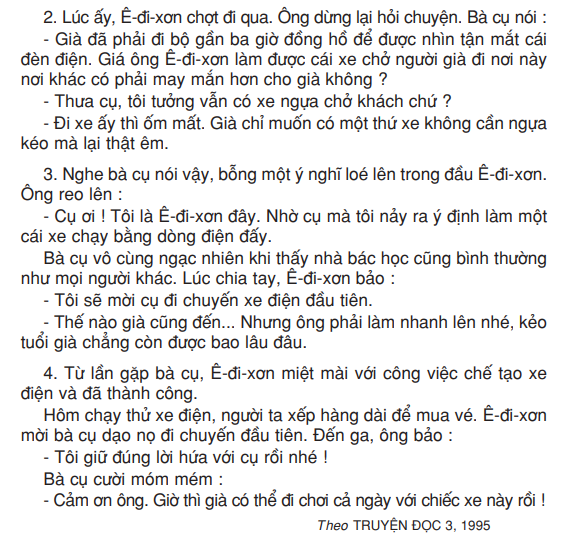 2. Lúc ấy, Ê-đi-xơn chợt đi qua. Ông dừng lại hỏi chuyện. Bà cụ nói :
- Già đã phải đi bộ gần ba giờ đồng hồ để được nhìn tận mắt cái
đèn điện. Giá ông Ê-đi-xơn làm được cái xe chở người già đi nơi này
nơi khác có phải may mắn hơn cho già không ?
- Thưa cụ, tôi tưởng vẫn có xe ngựa chở khách chứ ?
- Đi xe ấy thì ốm mất. Già chỉ muốn có một thứ xe không cần ngựa
kéo mà lại thật êm.
3. Nghe bà cụ nói vậy, bỗng một ý nghĩ loé lên trong đầu Ê-đi-xơn.
Ông reo lên :
- Cụ ơi ! Tôi là Ê-đi-xơn đây. Nhờ cụ mà tôi nảy ra ý định làm một
cái xe chạy bằng dòng điện đấy.
Bà cụ vô cùng ngạc nhiên khi thấy nhà bác học cũng bình thường
như mọi người khác. Lúc chia tay, Ê-đi-xơn bảo :
- Tôi sẽ mời cụ đi chuyến xe điện đầu tiên.
- Thế nào già cũng đến... Nhưng ông phải làm nhanh lên nhé, kẻo
tuổi già chẳng còn được bao lâu đâu.
4. Từ lần gặp bà cụ, Ê-đi-xơn miệt mài với công việc chế tạo xe
điện và đã thành công.
Hôm chạy thử xe điện, người ta xếp hàng dài để mua vé. Ê-đi-xơn
mời bà cụ dạo nọ đi chuyến đầu tiên. Đến ga, ông bảo :
- Tôi giữ đúng lời hứa với cụ rồi nhé !
Bà cụ cười móm mém :
- Cảm ơn ông. Giờ thì già có thể đi chơi cả ngày với chiếc xe này rồi !
Theo TRUYỆN ĐỌC 3, 1995